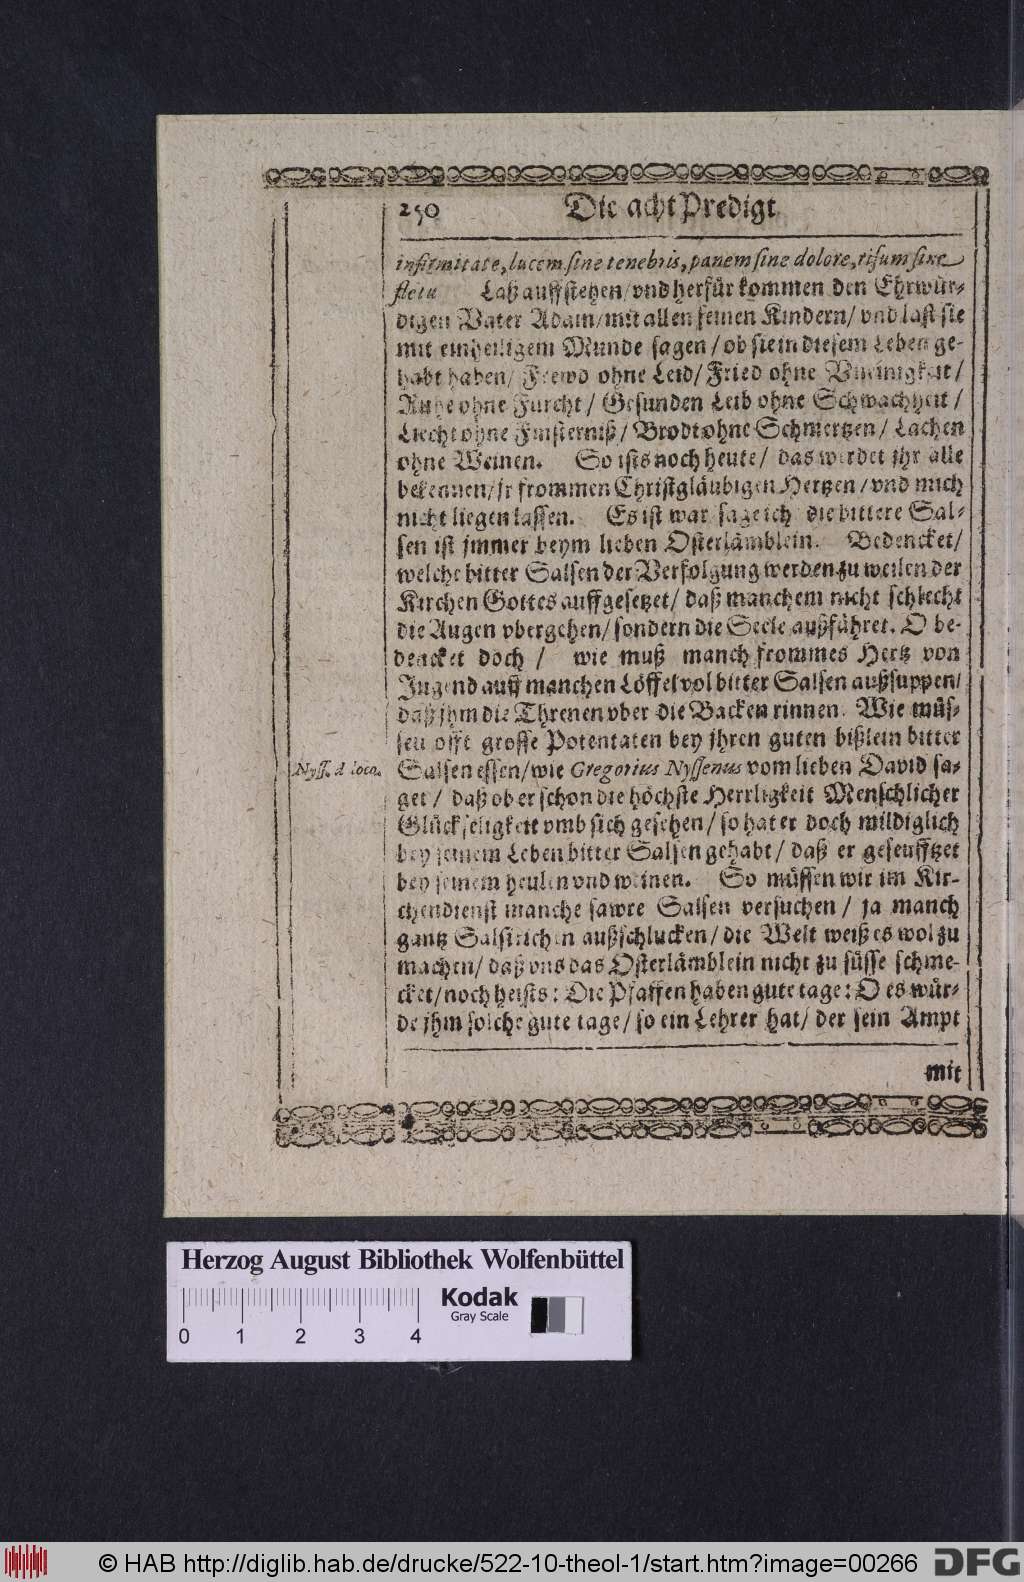 250 Die acht Predigt
infirmitate, lucem sine tenebris, panem sine dolore, risum sine
fletu Laß auffstehen/ vnd herfür kommen den Ehrwür-
digen Vater Adam/ mit allen seinen Kindern/ vnd laß sie
mit einhelligem Munde sagen/ ob sie in diesem Leben ge-
habt haben/ Frewd ohne Leid/ Fried ohne Vneinigkeit/
Ruhe ohne Furcht/ Gesunden Leib ohne Schwachheit/
Liecht ohne Finsterniß/ Brodt ohne Schmertzen/ Lachen
ohne Weinen. So ists noch heute/ das werdet jhr alle
bekennen/ jr frommen Christgläubigen Hertzen/ vnd mich
nicht liegen lassen. Es ist war sage ich die bittere Sal-
sen ist jmmer beym lieben Osterlämblein. Bedencket/
welche bitter Salsen der Verfolgung werden zu weilen der
Kirchen Gottes auffgesetzet/ daß manchem nicht schlecht
die Augen vbergehen/ sondern die Seele außfähret. O be-
dencket doch/ wie muß manch frommes Hertz von
Jugend auff manchen Löffel vol bitter Salsen außsuppen/
daß jhm die Threnen vber die Backen rinnen. Wie müs-
sen offt grosse Potentaten bey jhren guten bißlein bitter
Nyss. d. loco. Salsen essen/ wie Gregorius Nyssenus vom lieben David sa-
get/ daß ob er schon die höchste Herrligkeit Menschlicher
Glückseligkeit vmb sich gesehen/ so hat er doch mildiglich
bey seinem Leben bitter Salsen gehabt/ daß er geseufftzet
bey seinem heulen vnd weinen. So müssen wir im Kir-
chendienst manche sawre Salsen versuchen/ ja manch
gantz Salsirichen außschlucken/ die Welt weiß es wol zu
machen/ daß vns das Osterlämblein nicht zu süsse schme-
cket/ noch heists: Die Pfaffen haben gute tage: O es wür-
de jhm solche gute tage/ so ein Lehrer hat/ der sein Ampt
mit
Herzog August Bibliothek Wolfenbüttel
Kodak
Gray Scale
0 1 2 3 4
© HAB http://diglib.hab.de/drucke/522-10-theol-1/start.htm?image=00266 DFG